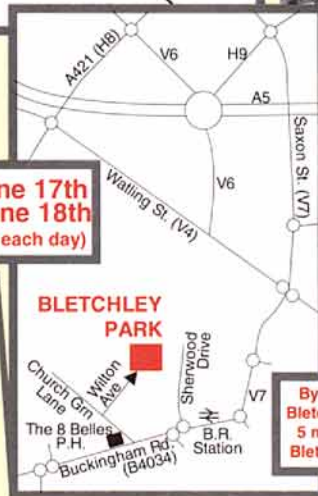 A421 (H8)
V6
H9
A5
Saxon St. (V7)
V6
Watling St. (V4)
ne 17th
ne 18th
each day)
BLETCHLEY
PARK
Church Grn
Lane
Wilton
Ave
Sherwood
Drive
The 8 Belles
P.H.
Buckingham Rd
(B4034)
B.R.
Station
V7
By
Bletc
5 m
Blet